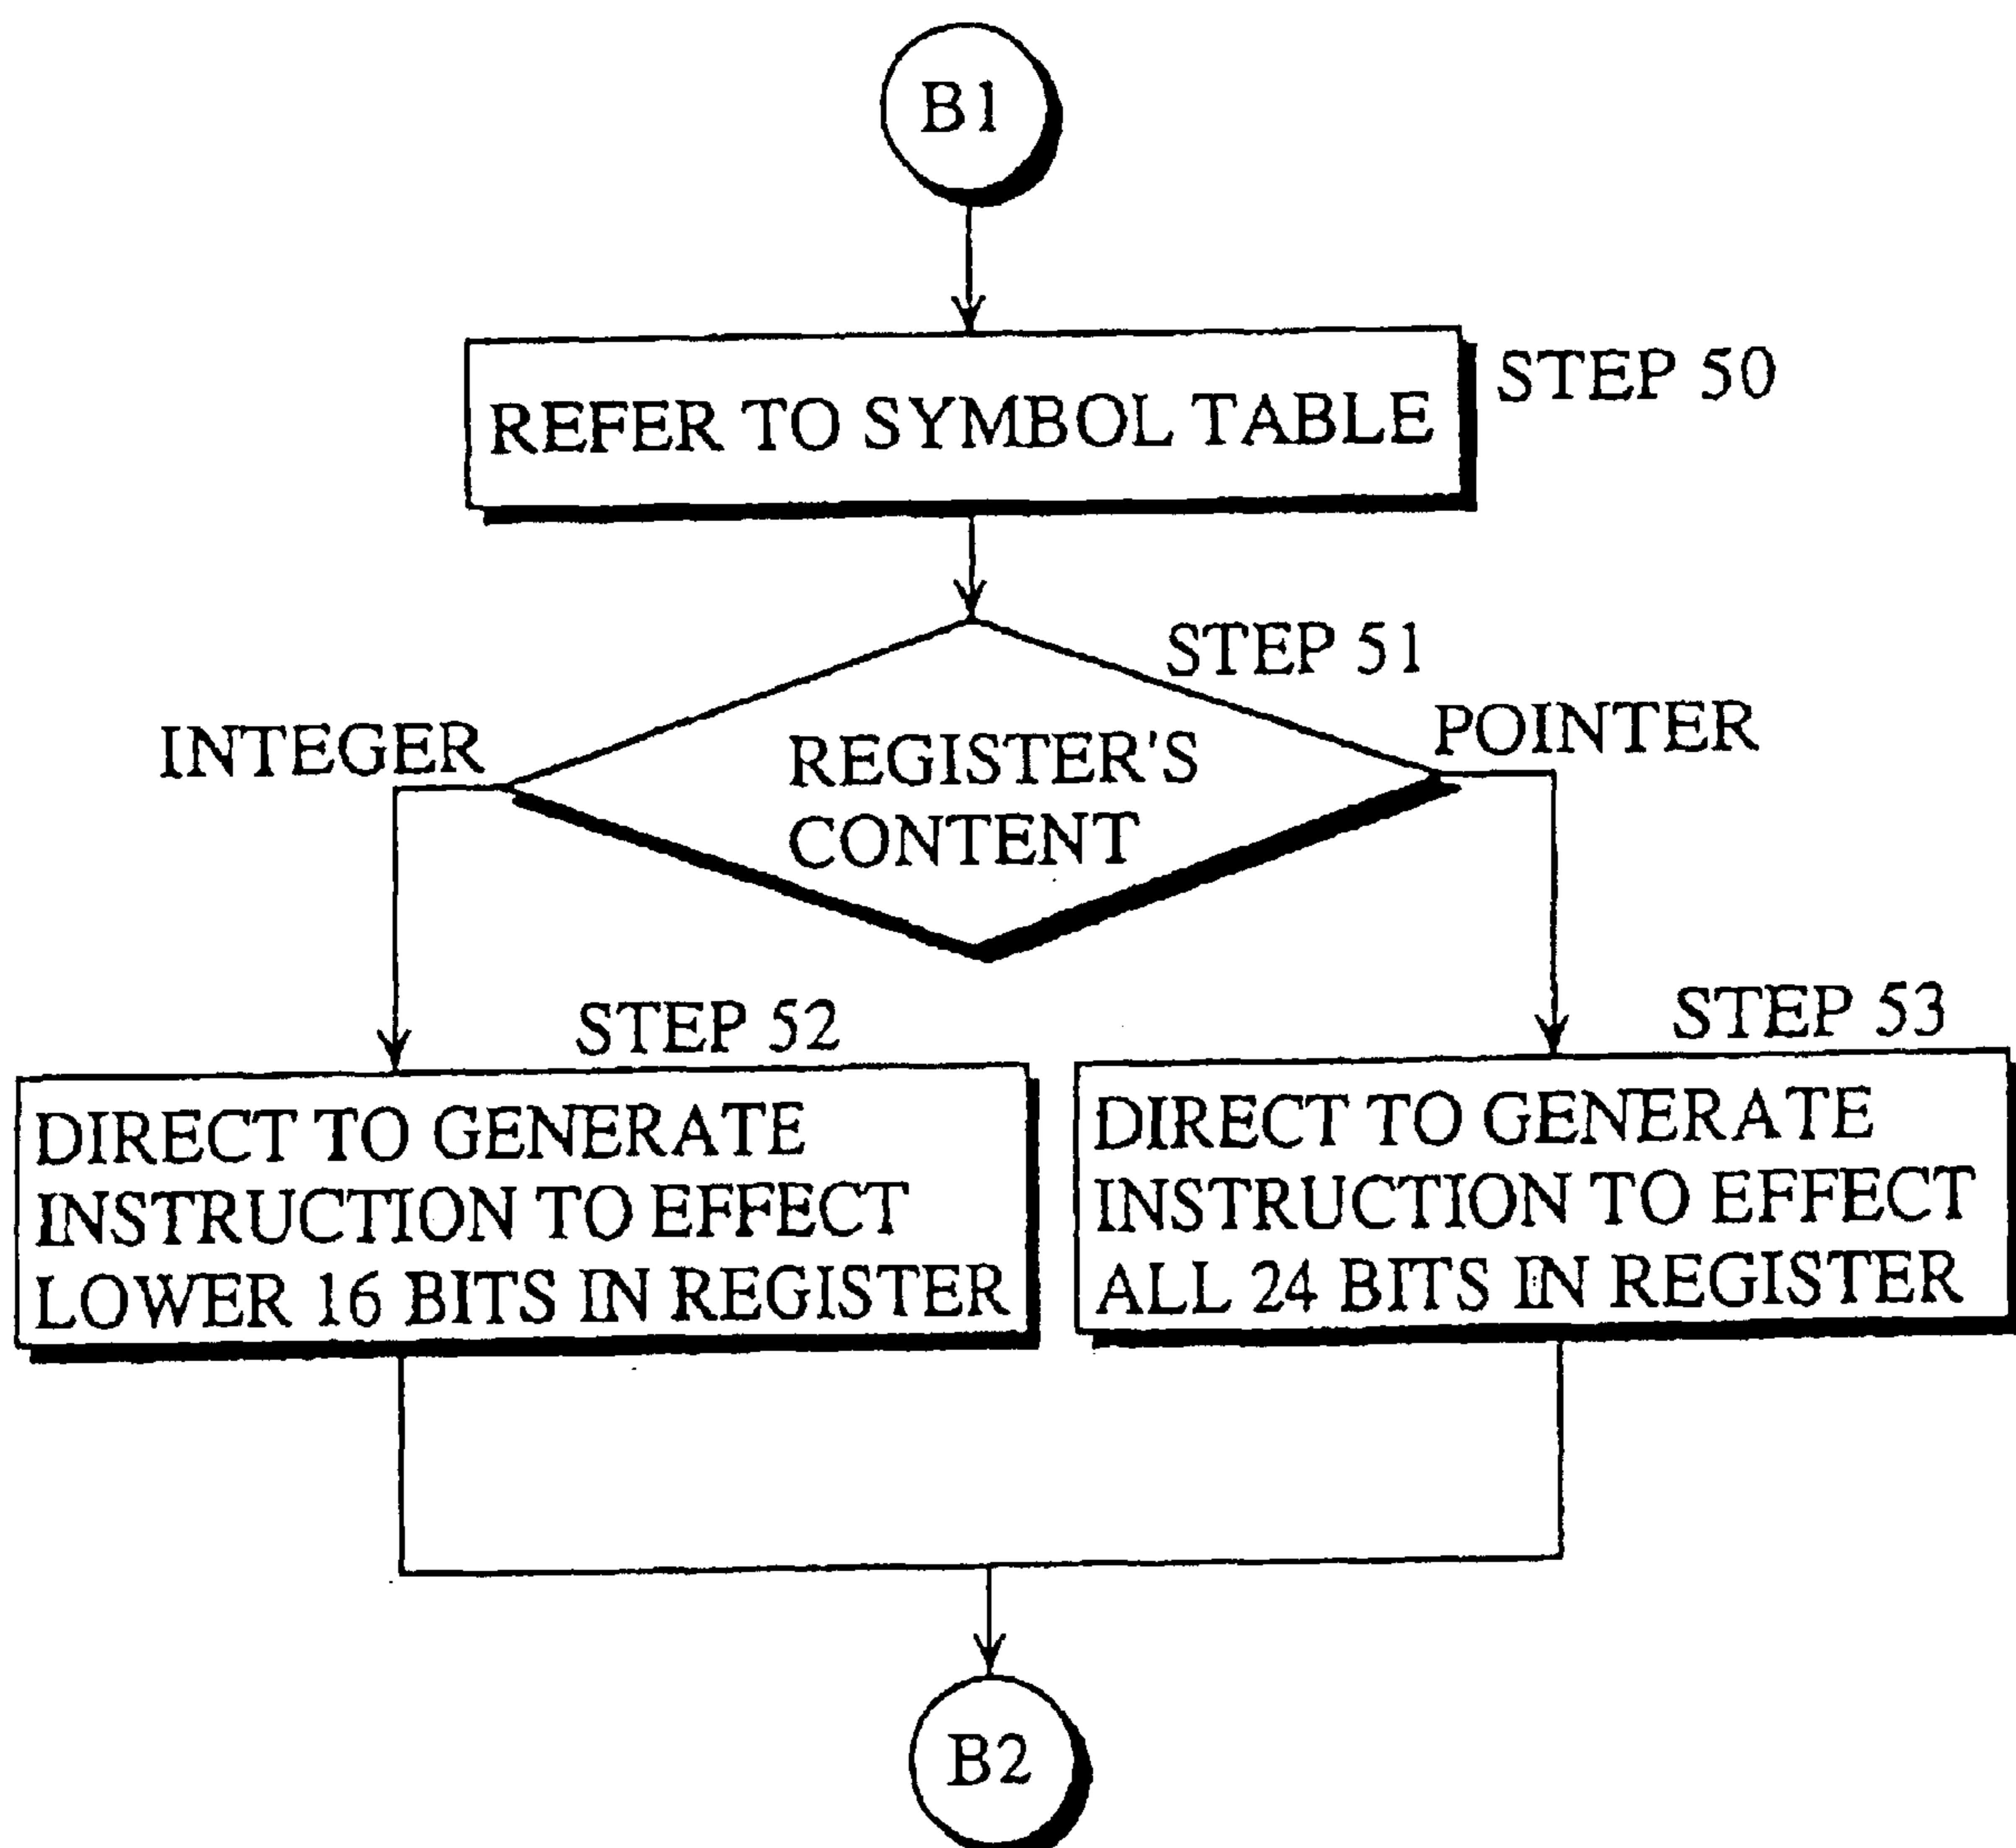 B1
REFER TO SYMBOL TABLE
STEP 50
STEP 51
INTEGER
POINTER
REGISTER'S
CONTENT
STEP 52
STEP 53
DIRECT TO GENERATE
INSTRUCTION TO EFFECT
LOWER 16 BITS IN REGISTER
DIRECT TO GENERATE
INSTRUCTION TO EFFECT
ALL 24 BITS IN REGISTER
B2